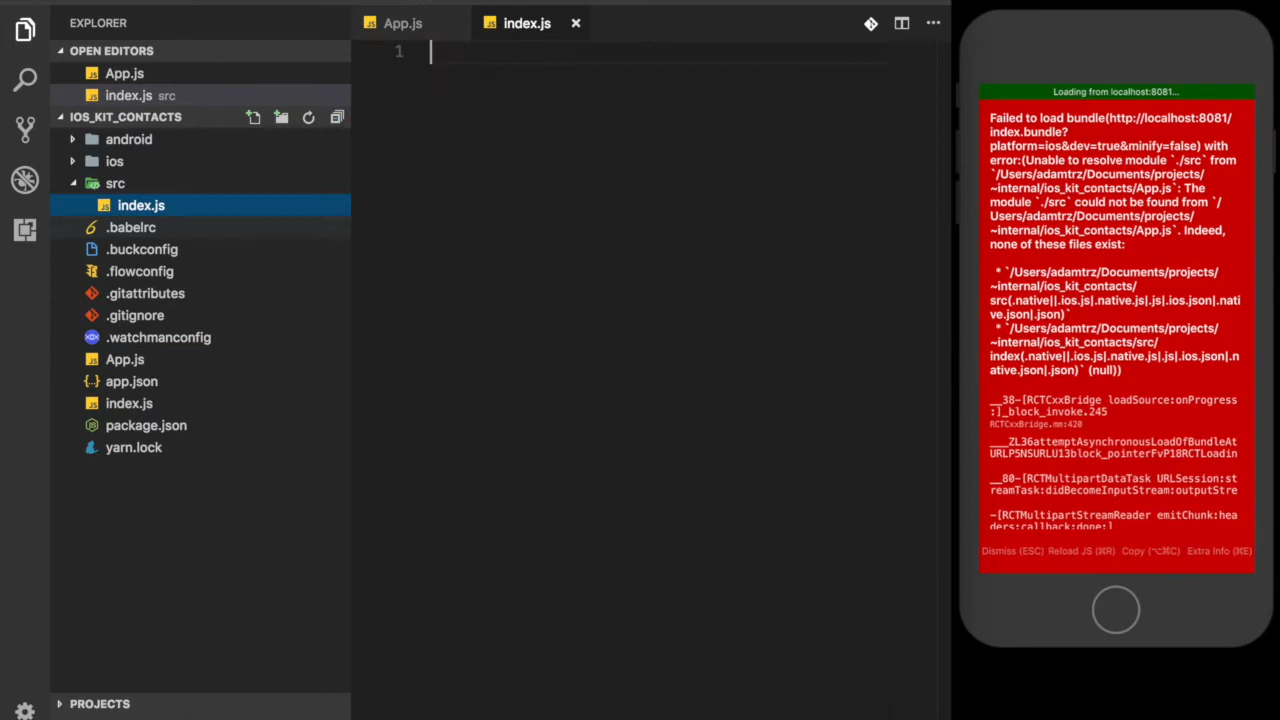 EXPLORER
OPEN EDITORS
App.js
index.js src
IOS_KIT_CONTACTS
android
ios
src
index.js
.babelrc
.buckconfig
.flowconfig
.gitattributes
.gitignore
.watchmanconfig
App.js
app.json
index.js
package.json
yarn.lock
PROJECTS
App.js index.js
1
Loading from localhost:8081...
Failed to load bundle(http://localhost:8081/
index.bundle?
platform=ios&dev=true&minify=false) with
error:(Unable to resolve module `./src` from
`/Users/adamtrz/Documents/projects/
~internal/ios_kit_contacts/App.js`: The
module `./src` could not be found from `/
Users/adamtrz/Documents/projects/
~internal/ios_kit_contacts/App.js`. Indeed,
none of these files exist:
* `/Users/adamtrz/Documents/projects/
~internal/ios_kit_contacts/
src(.native||.ios.js|.native.js|.js|.ios.json|.nati
ve.json|.json)`
* `/Users/adamtrz/Documents/projects/
~internal/ios_kit_contacts/src/
index(.native||.ios.js|.native.js|.js|.ios.json|.n
ative.json|.json)` (null))
__38-[RCTCxxBridge loadSource:onProgress
:]_block_invoke.245
RCTCxxBridge.mm:420
___ZL36attemptAsynchronousLoadOfBundleAt
URLP5NSURLU13block_pointerFvP18RCTLoadin
__80-[RCTMultipartDataTask URLSession:st
reamTask:didBecomeInputStream:outputStre
-[RCTMultipartStreamReader emitChunk:hea
ders:callback:done:]
Dismiss (ESC) Reload JS (⌘R) Copy (⌥⌘C) Extra Info (⌘E)